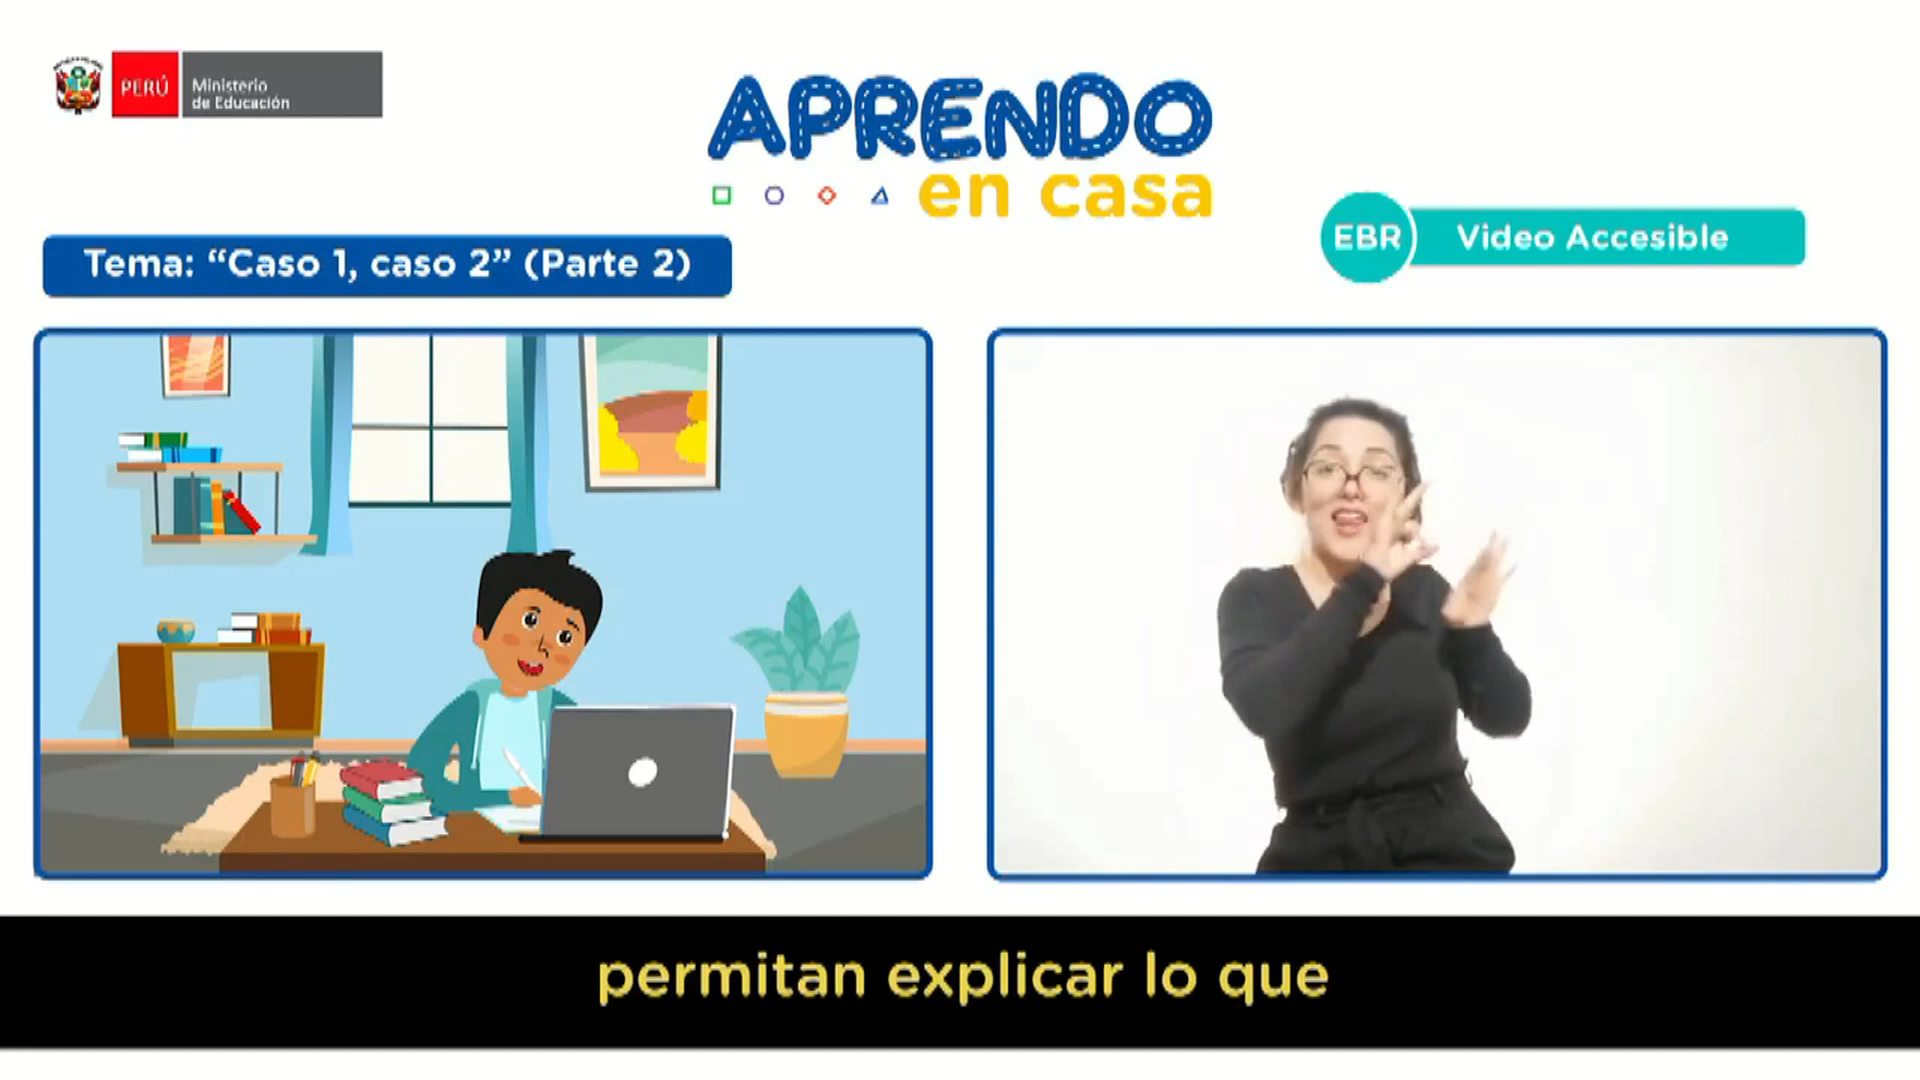 PERÚ
Ministerio
de Educación
APRENDO
en casa
EBR
Video Accesible
Tema: “Caso 1, caso 2” (Parte 2)
permitan explicar lo que